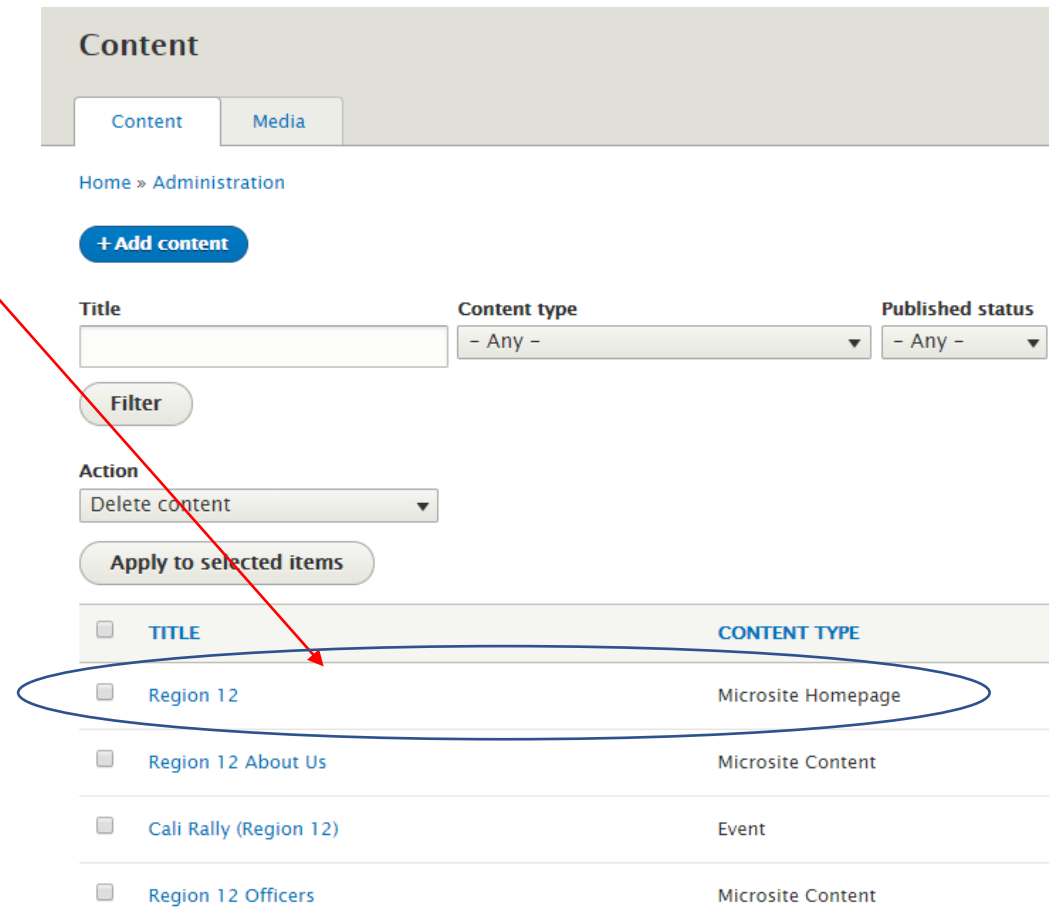 Content
Content Media
Home » Administration
+Add content
Title Content type Published status
- Any - - Any -
Filter
Action
Delete content
Apply to selected items
TITLE CONTENT TYPE
Region 12 Microsite Homepage
Region 12 About Us Microsite Content
Cali Rally (Region 12) Event
Region 12 Officers Microsite Content